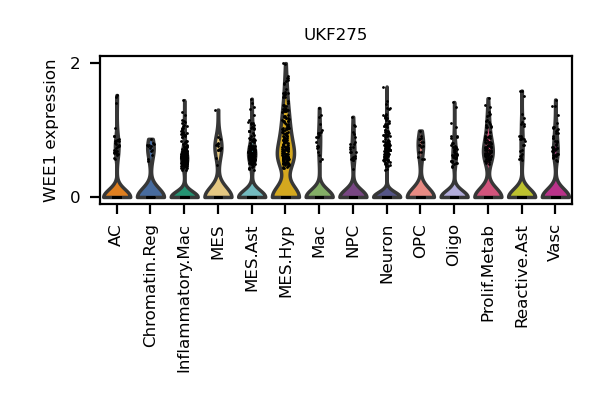 UKF275
WEE1 expression
2
0
AC
Chromatin.Reg
Inflammatory.Mac
MES
MES.Ast
MES.Hyp
Mac
NPC
Neuron
OPC
Oligo
Prolif.Metab
Reactive.Ast
Vasc